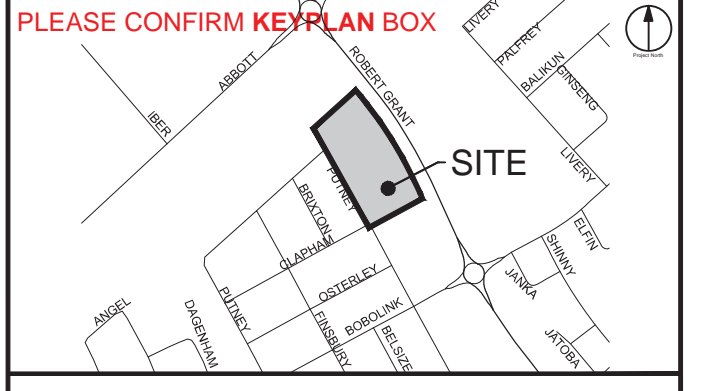 PLEASE CONFIRM KEYPLAN BOX
LIVERY
PALFREY
BALIKUN
GINSENG
Project North
ABBOTT
ROBERT GRANT
IBER
SITE
LIVERY
PUTNEY
BRIXTON
CLAPHAM
ELFIN
SHINNY
OSTERLEY
JANKA
PUTNEY
ANGEL
DAGENHAM
FINSBURY
BOBOLINK
BELSIZE
JATOBA